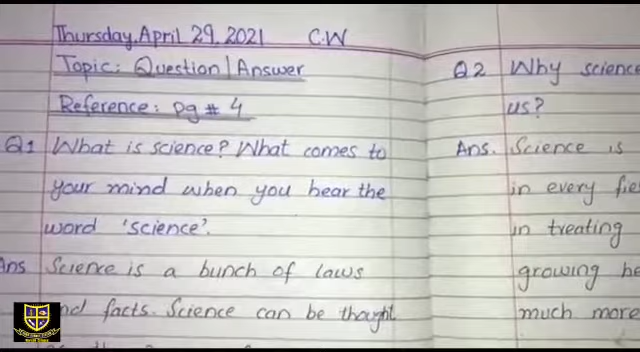 Thursday, April 29, 2021 C.W
Topic: Question/Answer
Reference: pg # 4
Q1 What is science? What comes to
your mind when you hear the
word 'science'.
Ans Science is a bunch of laws
and facts. Science can be thought
Q2 Why science
us?
Ans. Science is
in every
in treating
growing
much more